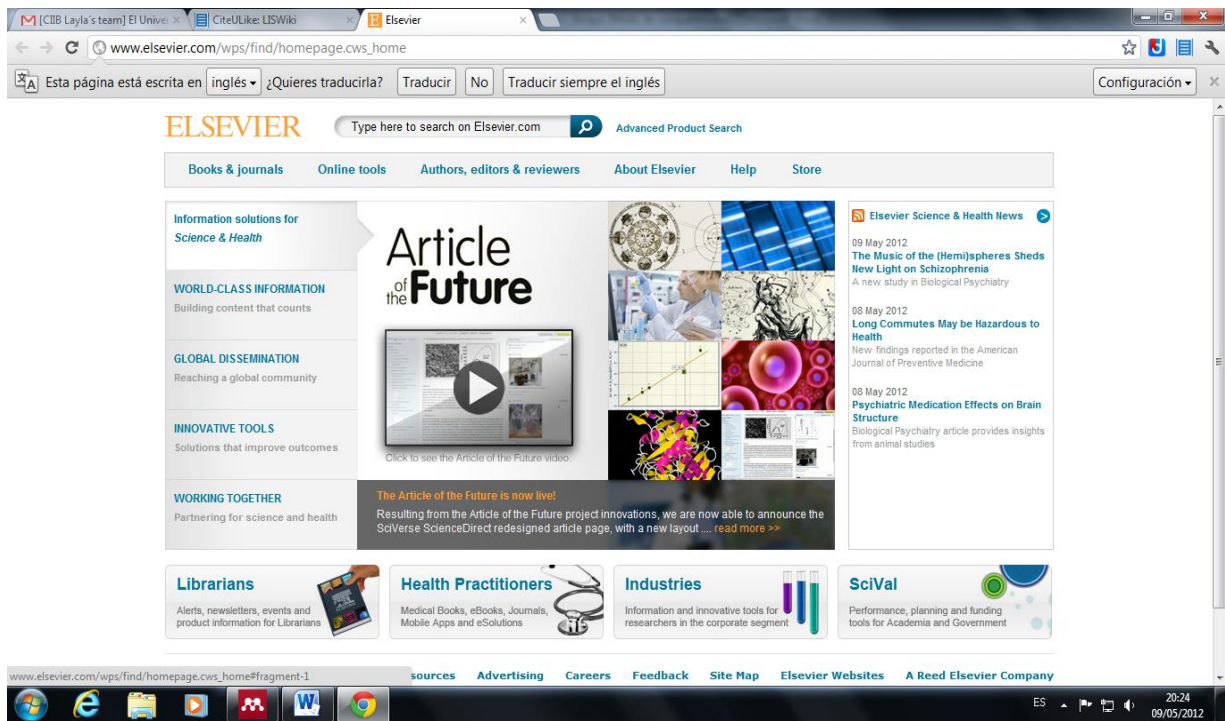 [CIIB Layla´s team] El Univer
CiteULike: LISWiki
Elsevier
www.elsevier.com/wps/find/homepage.cws_home
Esta página está escrita en inglés ¿Quieres traducirla? Traducir No Traducir siempre el inglés Configuración
ELSEVIER
Type here to search on Elsevier.com
Advanced Product Search
Books & journals Online tools Authors, editors & reviewers About Elsevier Help Store
Information solutions for
Science & Health
WORLD-CLASS INFORMATION
Building content that counts
GLOBAL DISSEMINATION
Reaching a global community
INNOVATIVE TOOLS
Solutions that improve outcomes
WORKING TOGETHER
Partnering for science and health
Article
of the Future
Click to see the Article of the Future video.
The Article of the Future is now live!
Resulting from the Article of the Future project
innovations, we are now able to announce the
SciVerse ScienceDirect redesigned article page, with a new layout .... read more >>
Elsevier Science & Health News
09 May 2012
The Music of the (Hemi)spheres Sheds
New Light on Schizophrenia
A new study in Biological Psychiatry
08 May 2012
Long Commutes May be Hazardous to
Health
New findings reported in the American
Journal of Preventive Medicine
08 May 2012
Psychiatric Medication Effects on Brain
Structure
Biological Psychiatry article provides insights
from animal studies
Librarians
Alerts, newsletters, events and
product information for Librarians
Health Practitioners
Medical Books, eBooks, Journals,
Mobile Apps and eSolutions
Industries
Information and innovative tools for
researchers in the corporate segment
SciVal
Performance, planning and funding
tools for Academia and Government
www.elsevier.com/wps/find/homepage.cws_home#fragment-1
sources Advertising Careers Feedback Site Map Elsevier Websites A Reed Elsevier Company
ES
20:24
09/05/2012